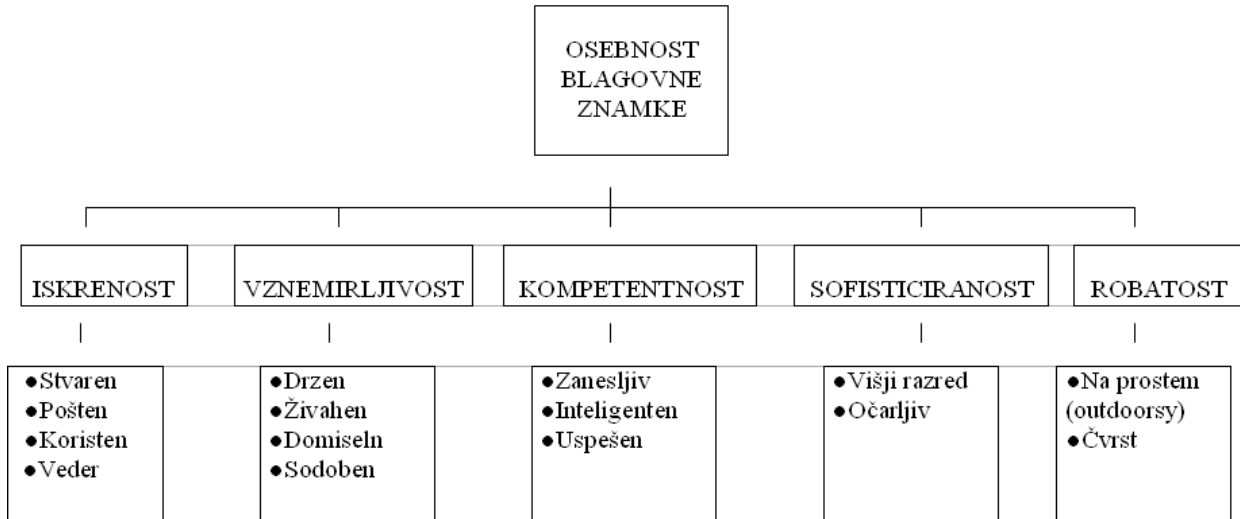 OSEBNOST
BLAGOVNE
ZNAMKE
ISKRENOST
VZNEMIRLJIVOST
KOMPETENTNOST
SOFISTICIRANOST
ROBATOST
●Stvaren
●Pošten
●Koristen
●Veder
●Drzen
●Živahen
●Domiseln
●Sodoben
●Zanesljiv
●Inteligenten
●Uspešen
●Višji razred
●Očarljiv
●Na prostem
(outdoorsy)
●Čvrst